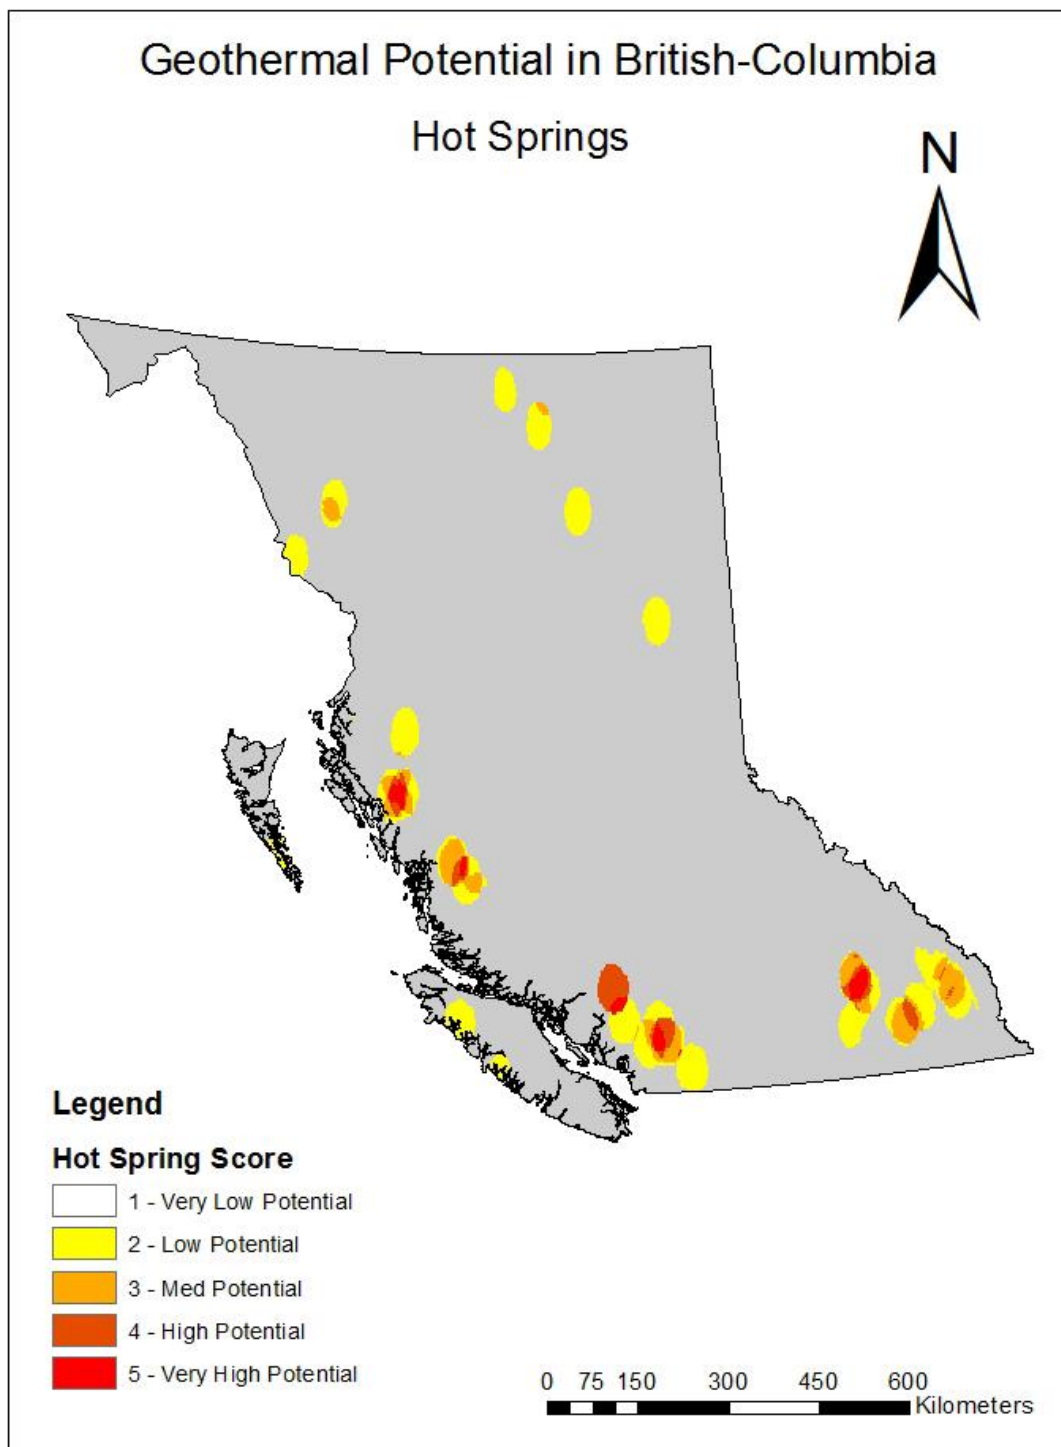 Geothermal Potential in British-Columbia
Hot Springs
N
Legend
Hot Spring Score
1 - Very Low Potential
2 - Low Potential
3 - Med Potential
4 - High Potential
5 - Very High Potential
0 75 150 300 450 600
Kilometers